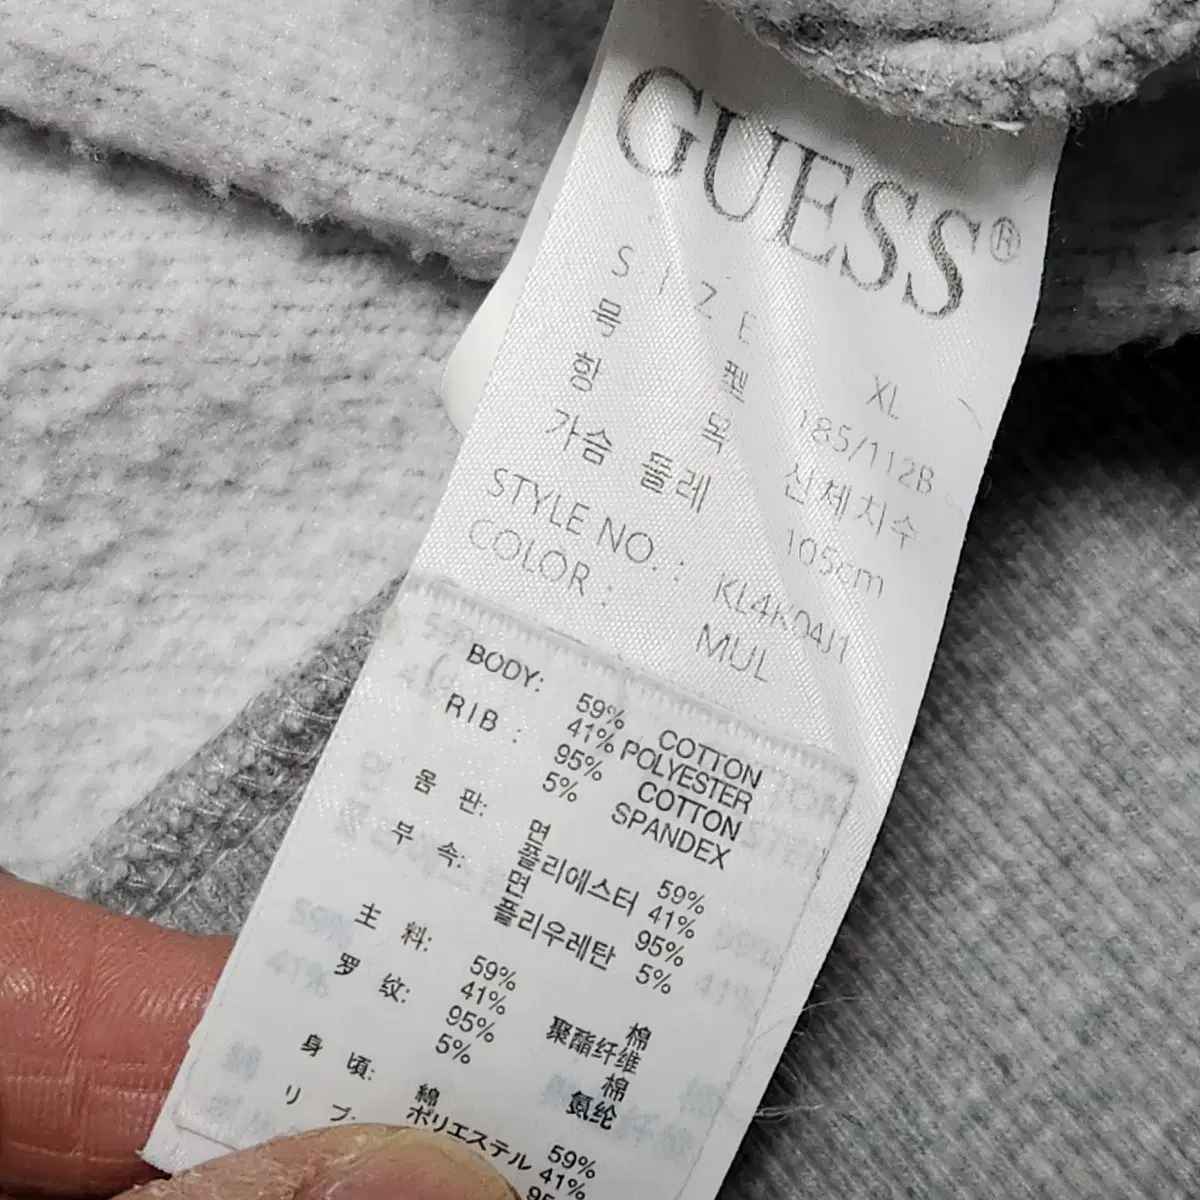 GUESS®
SIZE XL
목형 185/112B
항목 신체치수
가슴둘레 105cm
STYLE NO. : KL4K04J1
COLOR : MUL
BODY: 59% COTTON
41% POLYESTER
RIB : 95% COTTON
5% SPANDEX
몸 판: 면 59%
폴리에스터 41%
부 속: 면 95%
폴리우레탄 5%
主 料: 59% 棉
41% 聚酯纤维
罗 纹: 95% 棉
5% 氨纶
身 頃: 綿 59%
ポリエステル 41%
リブ: 95